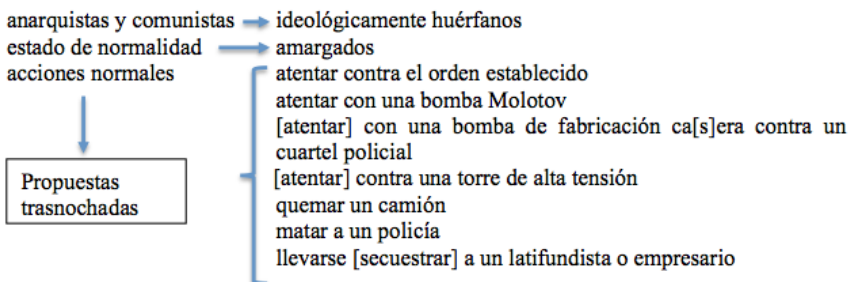 anarquistas y comunistas ideológicamente huérfanos
estado de normalidad amargados
acciones normales atentar contra el orden establecido
atentar con una bomba Molotov
[atentar] con una bomba de fabricación ca[s]era contra un
cuartel policial
[atentar] contra una torre de alta tensión
quemar un camión
matar a un policía
llevarse [secuestrar] a un latifundista o empresario
Propuestas
trasnochadas